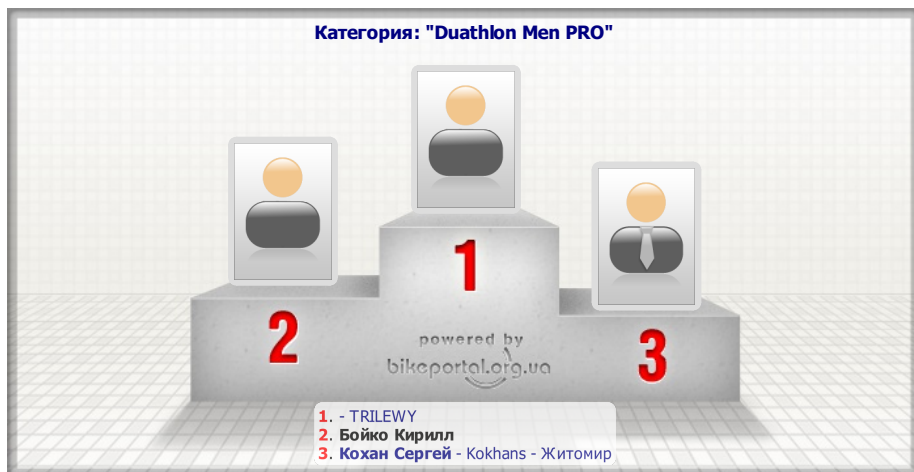 Категория: "Duathlon Men PRO"
1
2
3
powered by
bikeportal.org.ua
1. - TRILEWY
2. Бойко Кирилл
3. Кохан Сергей - Kokhans - Житомир